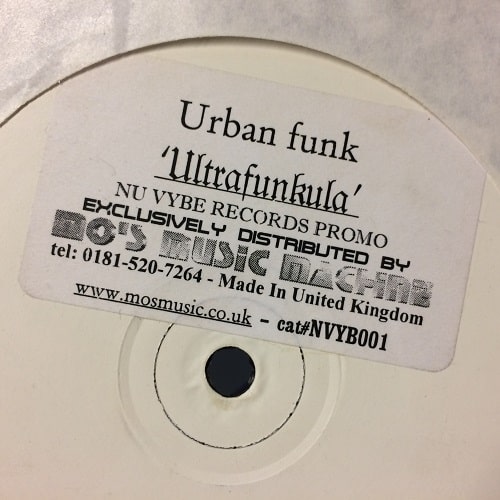 Urban funk
'Ultrafunkula'
NU VYBE RECORDS PROMO
EXCLUSIVELY DISTRIBUTED BY
MO'S MUSIC MACHINE
tel: 0181-520-7264 - Made In United Kingdom
www.mosmusic.co.uk - cat#NVYB001